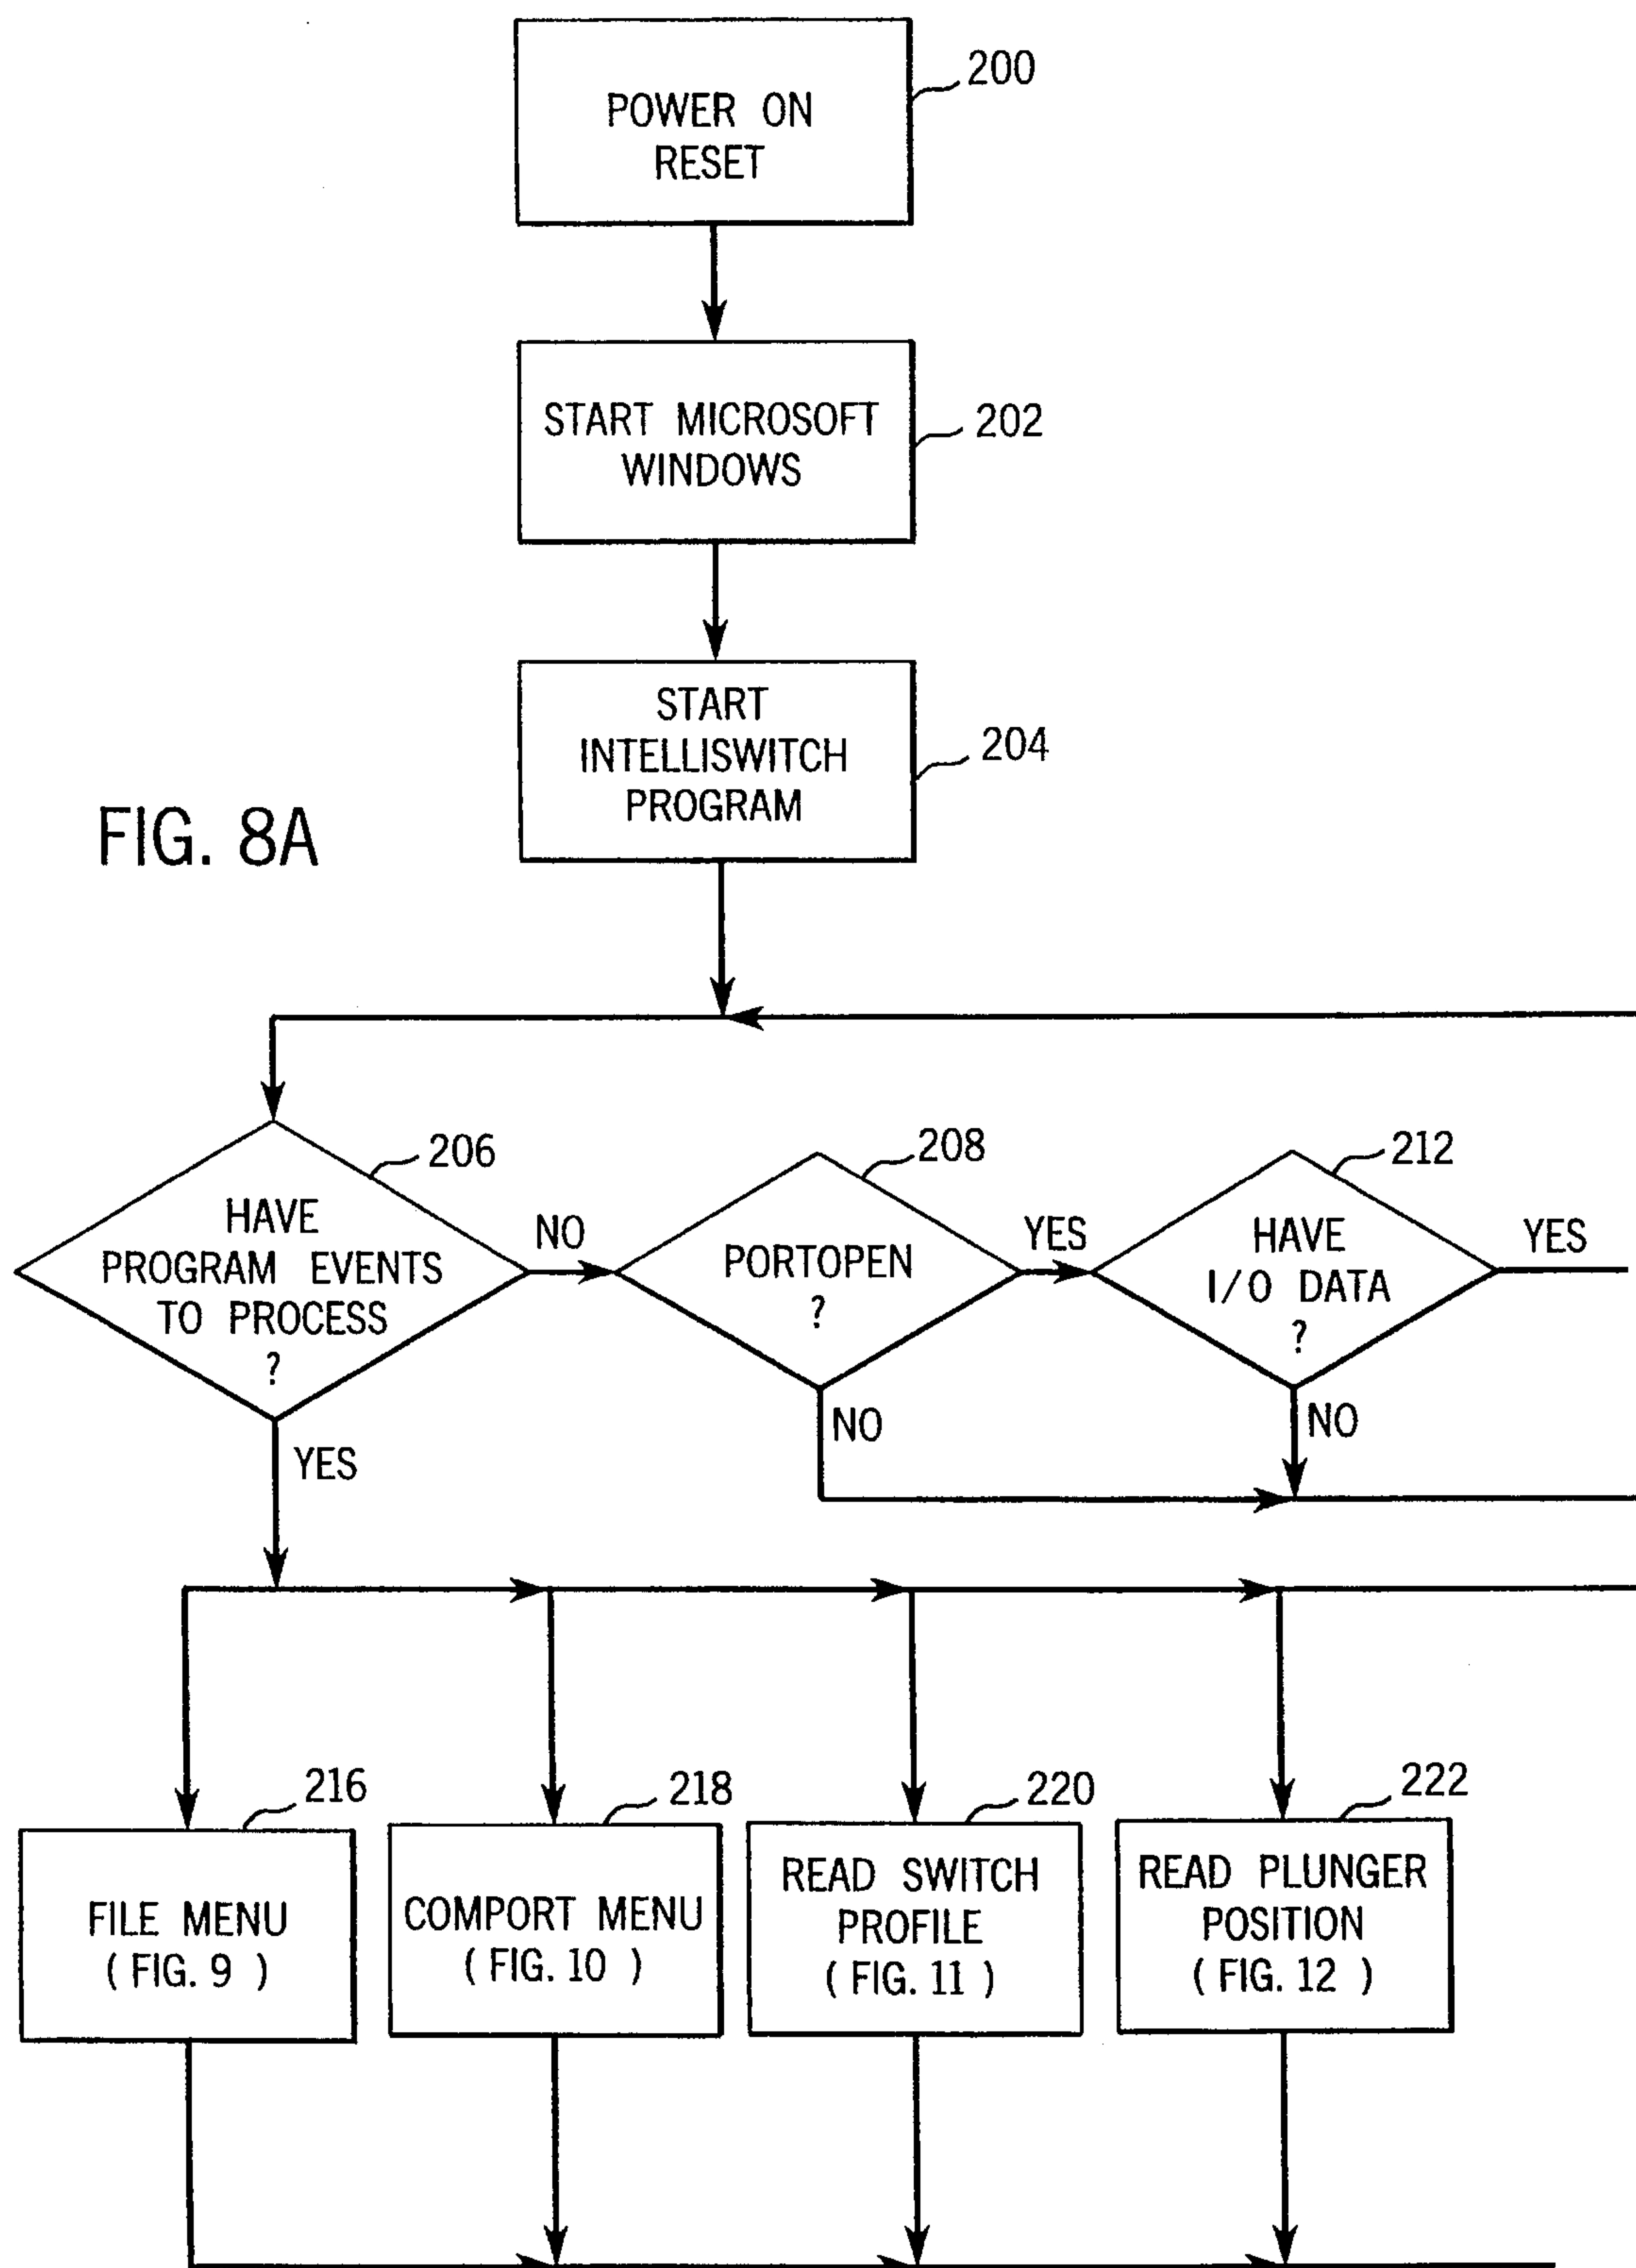 200
POWER ON
RESET
START MICROSOFT
WINDOWS
202
START
INTELLISWITCH
PROGRAM
204
FIG. 8A
206
HAVE
PROGRAM EVENTS
TO PROCESS
?
NO
YES
208
PORTOPEN
?
YES
NO
212
HAVE
I/O DATA
?
YES
NO
216
FILE MENU
( FIG. 9 )
218
COMPORT MENU
( FIG. 10 )
220
READ SWITCH
PROFILE
( FIG. 11 )
222
READ PLUNGER
POSITION
( FIG. 12 )